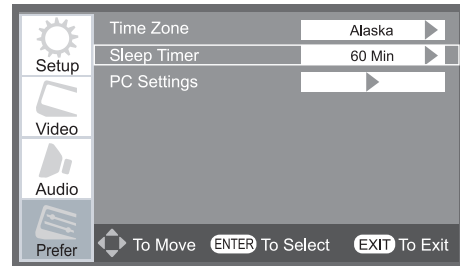 Setup
Video
Audio
Prefer
Time Zone Alaska
Sleep Timer 60 Min
PC Settings
To Move ENTER To Select EXIT To Exit